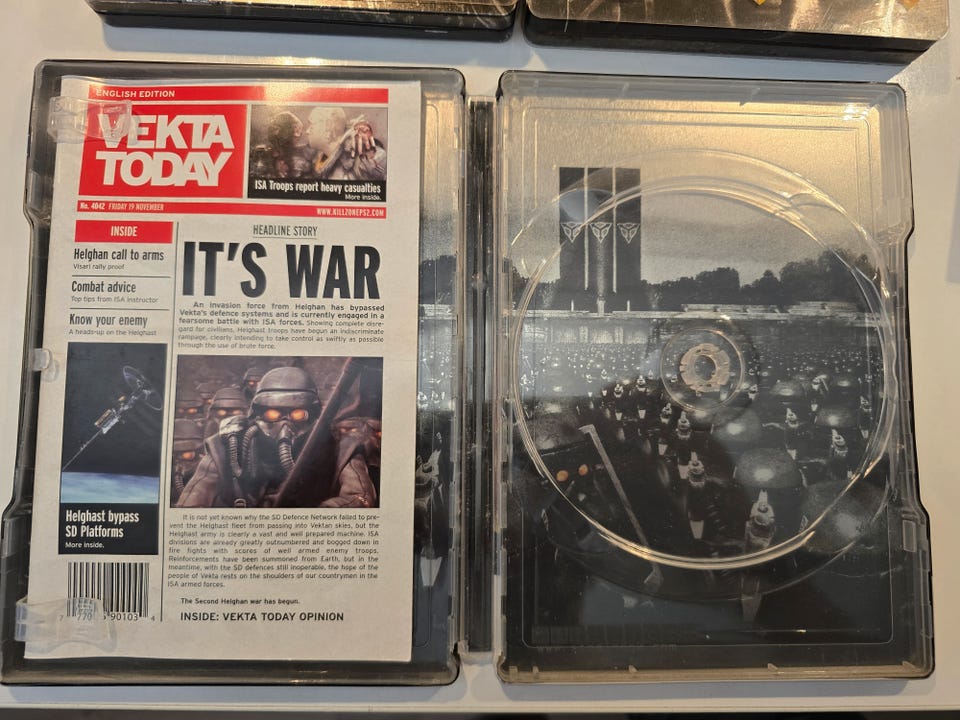 ENGLISH EDITION
VEKTA
TODAY
ISA Troops report heavy casualties
More inside.
No. 4042 FRIDAY 19 NOVEMBER
WWW.KILLZONEPS2.COM
INSIDE
Helghan call to arms
Visari rally proof
Combat advice
Top tips from ISA instructor
Know your enemy
A heads-up on the Helghast
Helghast bypass
SD Platforms
More inside.
HEADLINE STORY
IT'S WAR
An invasion force from Helghan has bypassed
Vekta's defence systems and is currently engaged in a
fearsome battle with ISA forces. Showing complete disre-
gard for civilians, Helghast troops have begun an indiscriminate
rampage, clearly intending to take control as swiftly as possible
through the use of brute force.
It is not yet known why the SD Defence Network failed to pre-
vent the Helghast fleet from passing into Vektan skies, but the
Helghast army is clearly a vast and well prepared machine. ISA
divisions are already greatly outnumbered and bogged down in
fire fights with scores of well armed enemy troops.
Reinforcements have been summoned from Earth, but in the
meantime, with the SD defences still inoperable, the hope of the
people of Vekta rests on the shoulders of our countrymen in the
ISA armed forces.
The Second Helghan war has begun.
INSIDE: VEKTA TODAY OPINION
90103 4